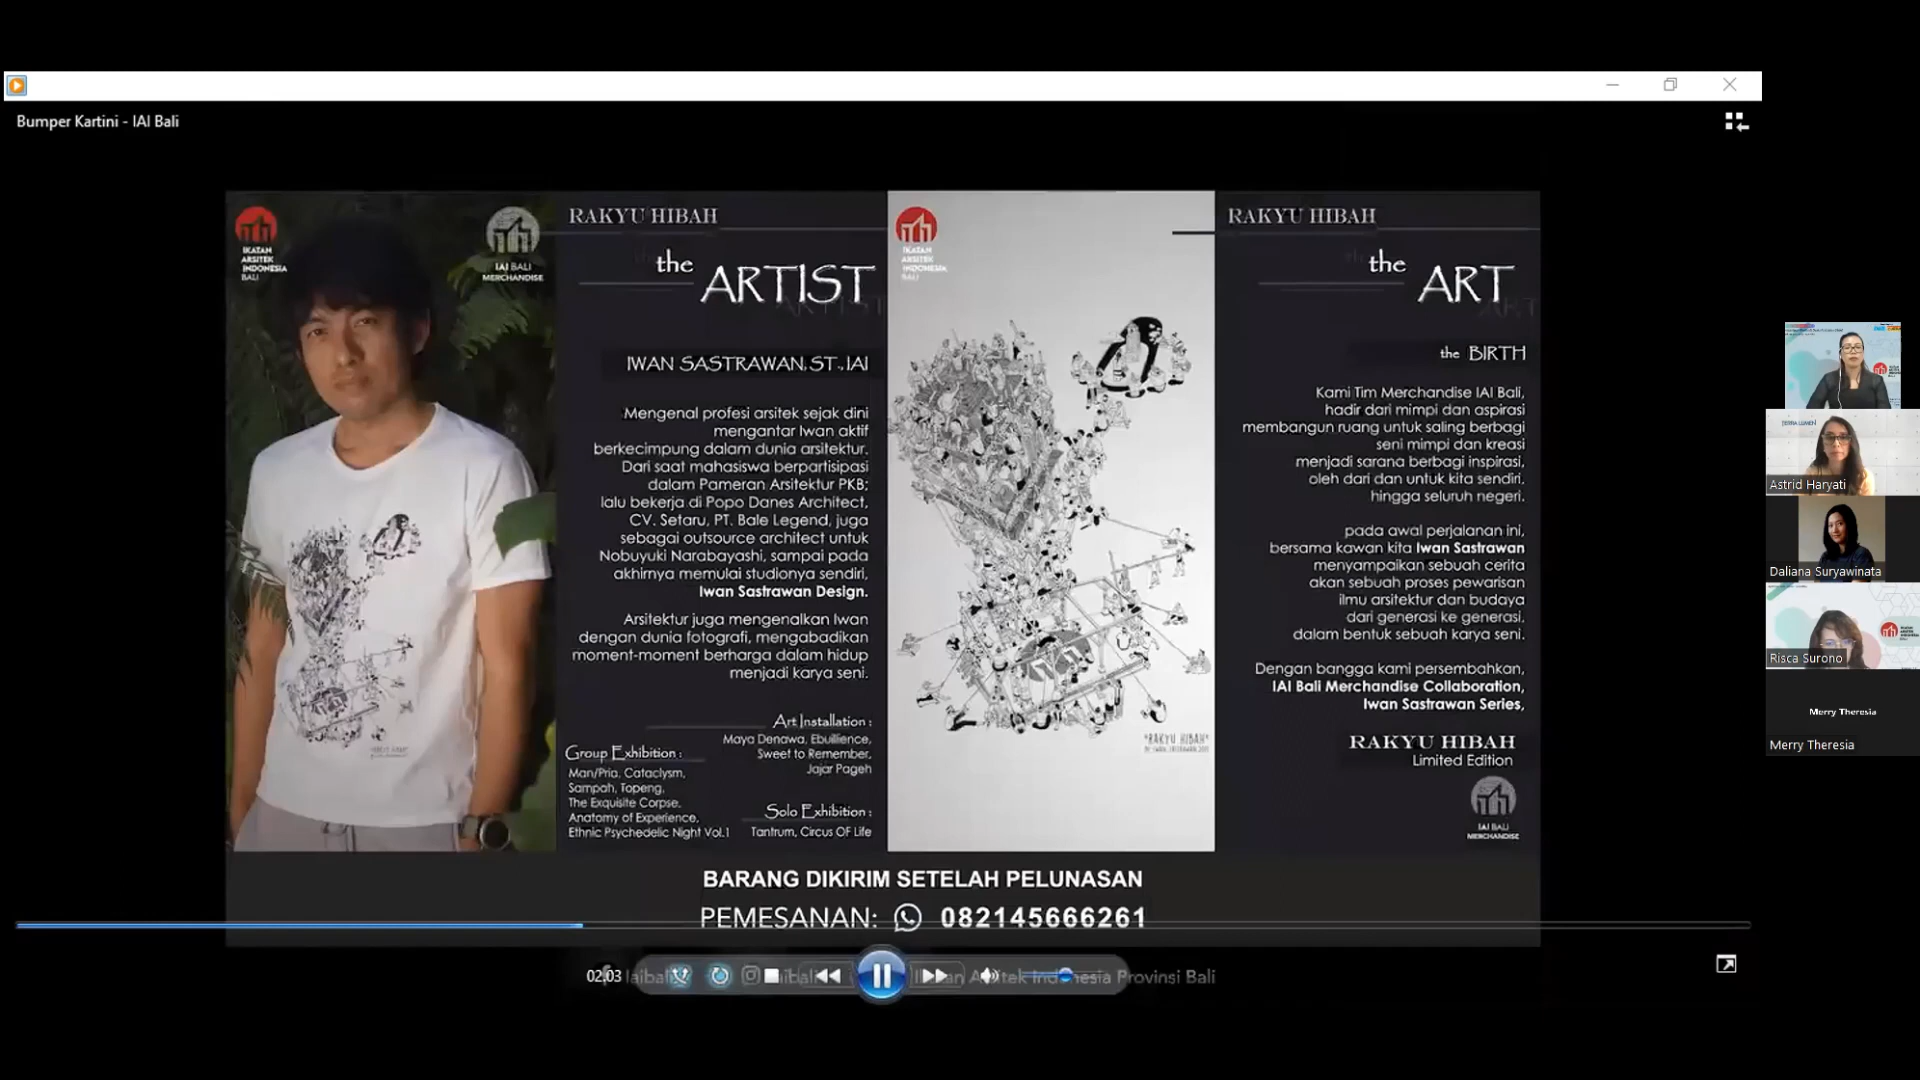 Bumper Kartini - IAI Bali
IKATAN
ARSITEK
INDONESIA
BALI
IAI BALI
MERCHANDISE
RAKYU HIBAH
the ARTIST
IWAN SASTRAWAN, ST., IAI
Mengenal profesi arsitek sejak dini
mengantar Iwan aktif
berkecimpung dalam dunia arsitektur.
Dari saat mahasiswa berpartisipasi
dalam Pameran Arsitektur PKB;
lalu bekerja di Popo Danes Architect,
CV. Setaru, PT. Bale Legend, juga
sebagai outsource architect untuk
Nobuyuki Narabayashi, sampai pada
akhirnya memulai studionya sendiri,
Iwan Sastrawan Design.
Arsitektur juga mengenalkan Iwan
dengan dunia fotografi, mengabadikan
moment-moment berharga dalam hidup
menjadi karya seni.
Art Installation :
Maya Denawa, Ebuillience,
Sweet to Remember,
Jajar Pageh
Group Exhibition :
Man/Pria, Cataclysm,
Sampah, Topeng,
The Exquisite Corpse,
Anatomy of Experience,
Ethnic Psychedelic Night Vol.1
Solo Exhibition :
Tantrum, Circus OF Life
IKATAN
ARSITEK
INDONESIA
BALI
"RAKYU HIBAH"
RAKYU HIBAH
the ART
the BIRTH
Kami Tim Merchandise IAI Bali,
hadir dari mimpi dan aspirasi
membangun ruang untuk saling berbagi
seni mimpi dan kreasi
menjadi sarana berbagi inspirasi,
oleh dari dan untuk kita sendiri.
hingga seluruh negeri.
pada awal perjalanan ini,
bersama kawan kita Iwan Sastrawan
menyampaikan sebuah cerita
akan sebuah proses pewarisan
ilmu arsitektur dan budaya
dari generasi ke generasi,
dalam bentuk sebuah karya seni.
Dengan bangga kami persembahkan,
IAI Bali Merchandise Collaboration,
Iwan Sastrawan Series,
RAKYU HIBAH
Limited Edition
IAI BALI
MERCHANDISE
BARANG DIKIRIM SETELAH PELUNASAN
PEMESANAN: 082145666261
02.03
Provinsi Bali
Astrid Haryati
Daliana Suryawinata
Risca Surono
Merry Theresia
Merry Theresia